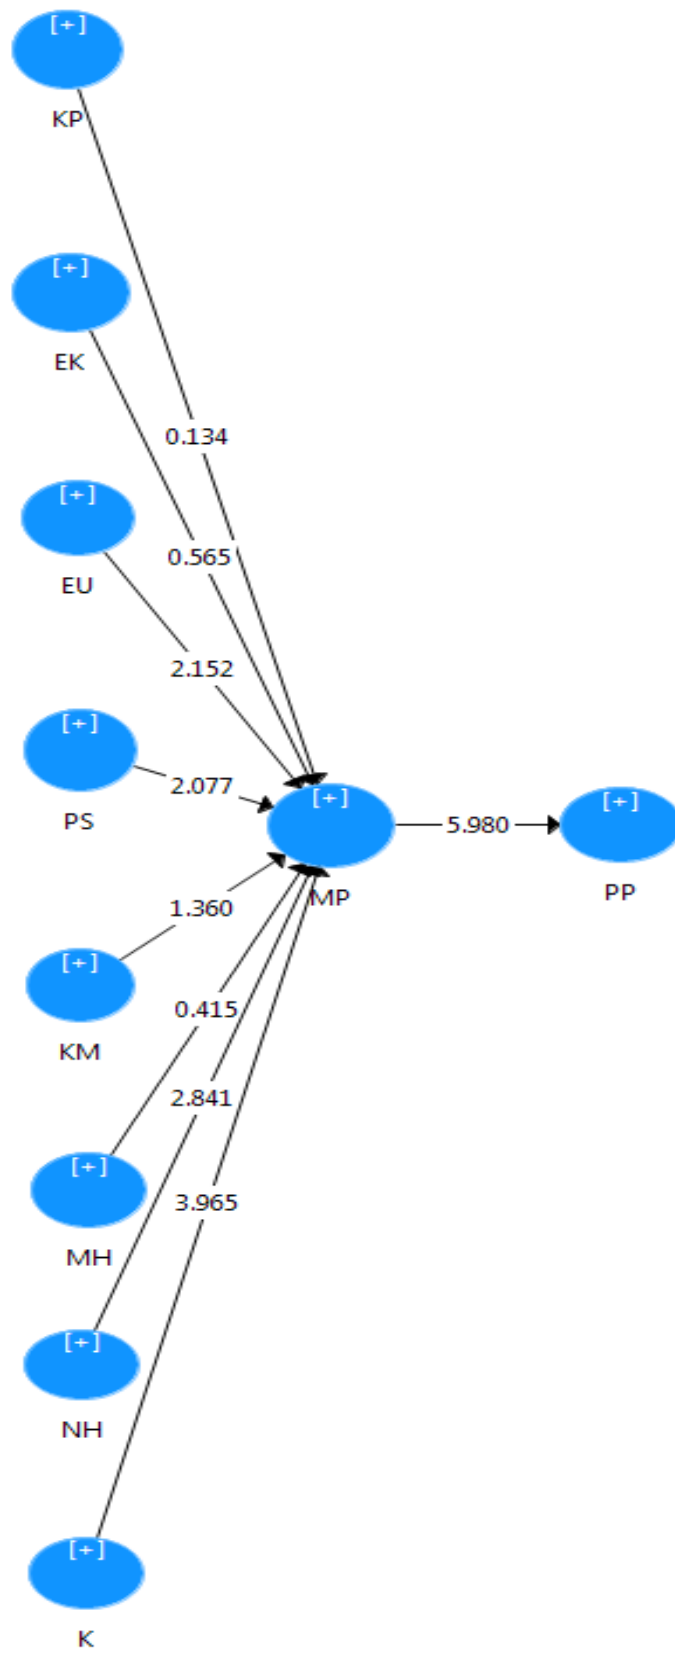 [+]
KP
[+]
EK
0.134
[+]
0.565
EU
2.152
[+]
2.077
PS
[+]
MP
5.980
[+]
PP
1.360
[+]
KM
0.415
2.841
[+]
MH
3.965
[+]
NH
[+]
K